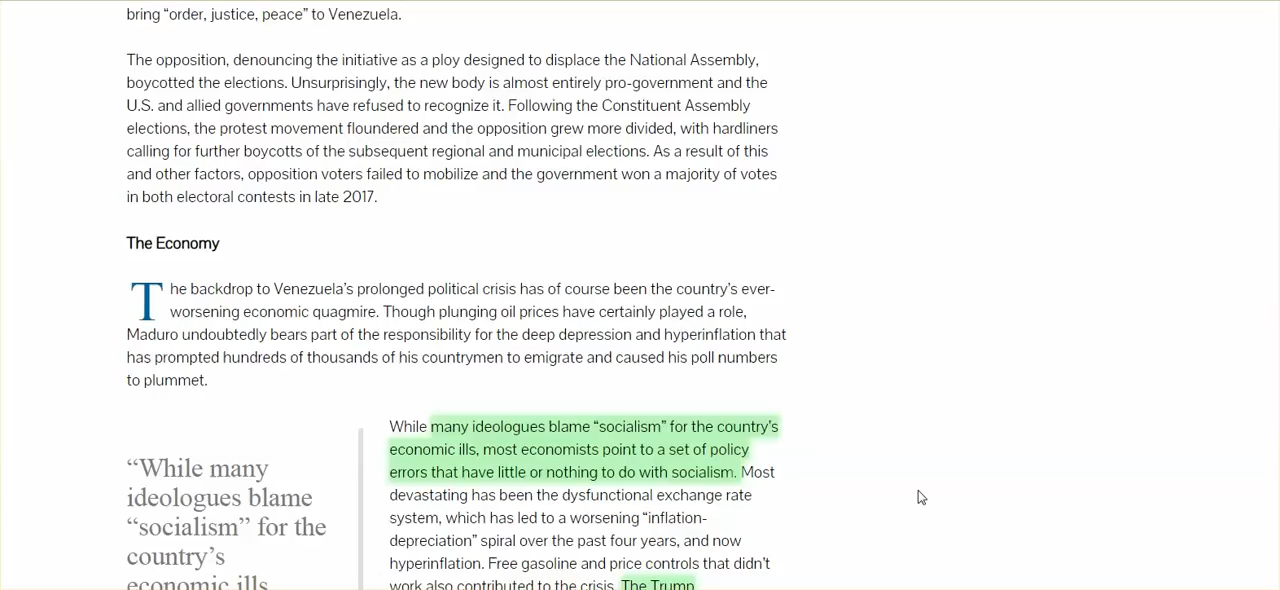 bring “order, justice, peace” to Venezuela.
The opposition, denouncing the initiative as a ploy designed to displace the National Assembly,
boycotted the elections. Unsurprisingly, the new body is almost entirely pro-government and the
U.S. and allied governments have refused to recognize it. Following the Constituent Assembly
elections, the protest movement floundered and the opposition grew more divided, with hardliners
calling for further boycotts of the subsequent regional and municipal elections. As a result of this
and other factors, opposition voters failed to mobilize and the government won a majority of votes
in both electoral contests in late 2017.
The Economy
The backdrop to Venezuela’s prolonged political crisis has of course been the country’s ever-
worsening economic quagmire. Though plunging oil prices have certainly played a role,
Maduro undoubtedly bears part of the responsibility for the deep depression and hyperinflation that
has prompted hundreds of thousands of his countrymen to emigrate and caused his poll numbers
to plummet.
“While many
ideologues blame
“socialism” for the
country’s
economic ills,
While many ideologues blame “socialism” for the country’s
economic ills, most economists point to a set of policy
errors that have little or nothing to do with socialism. Most
devastating has been the dysfunctional exchange rate
system, which has led to a worsening “inflation-
depreciation” spiral over the past four years, and now
hyperinflation. Free gasoline and price controls that didn’t
work also contributed to the crisis. The Trump